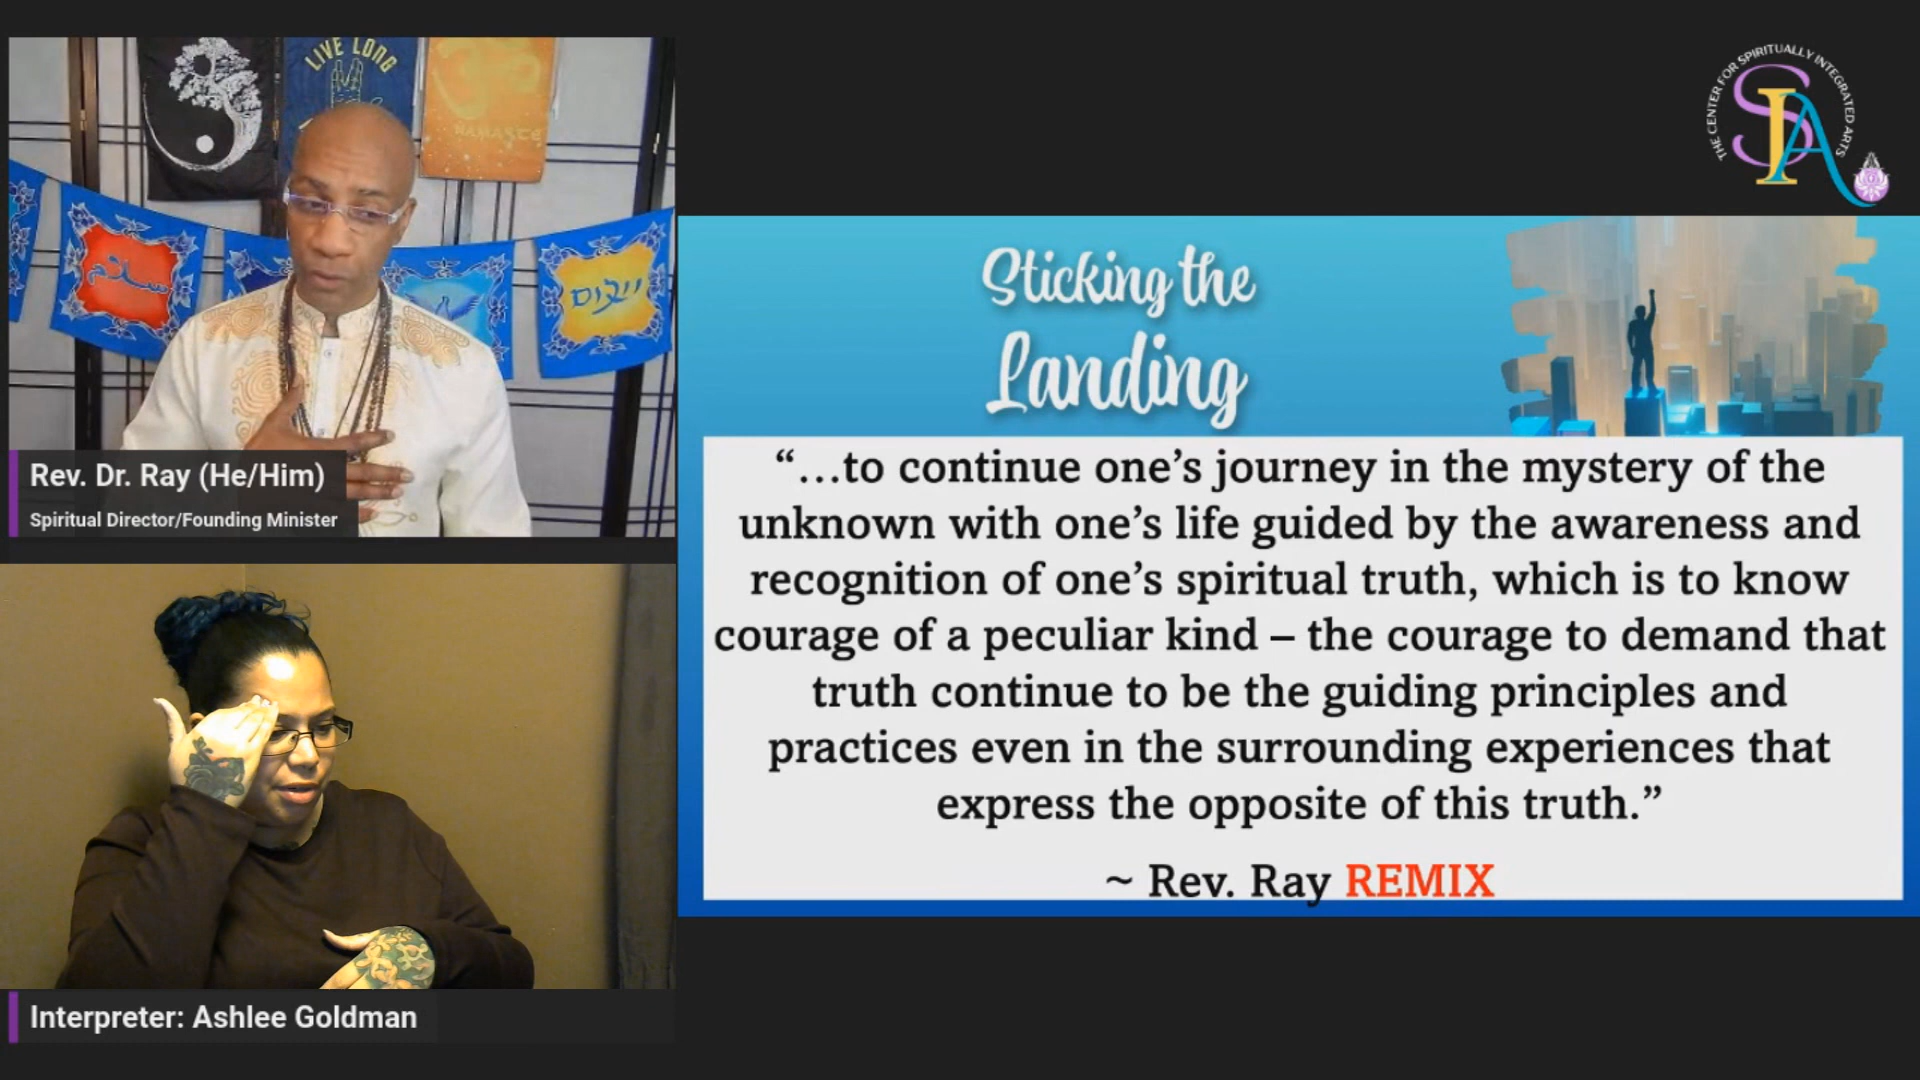 LIVE LONG
NAMASTE
سلام
Rev. Dr. Ray (He/Him)
Spiritual Director/Founding Minister
Interpreter: Ashlee Goldman
THE CENTER FOR SPIRITUALLY INTEGRATED ARTS
SIA
Sticking the
Landing
“...to continue one’s journey in the mystery of the
unknown with one’s life guided by the awareness and
recognition of one’s spiritual truth, which is to know
courage of a peculiar kind – the courage to demand that
truth continue to be the guiding principles and
practices even in the surrounding experiences that
express the opposite of this truth.”
~ Rev. Ray REMIX